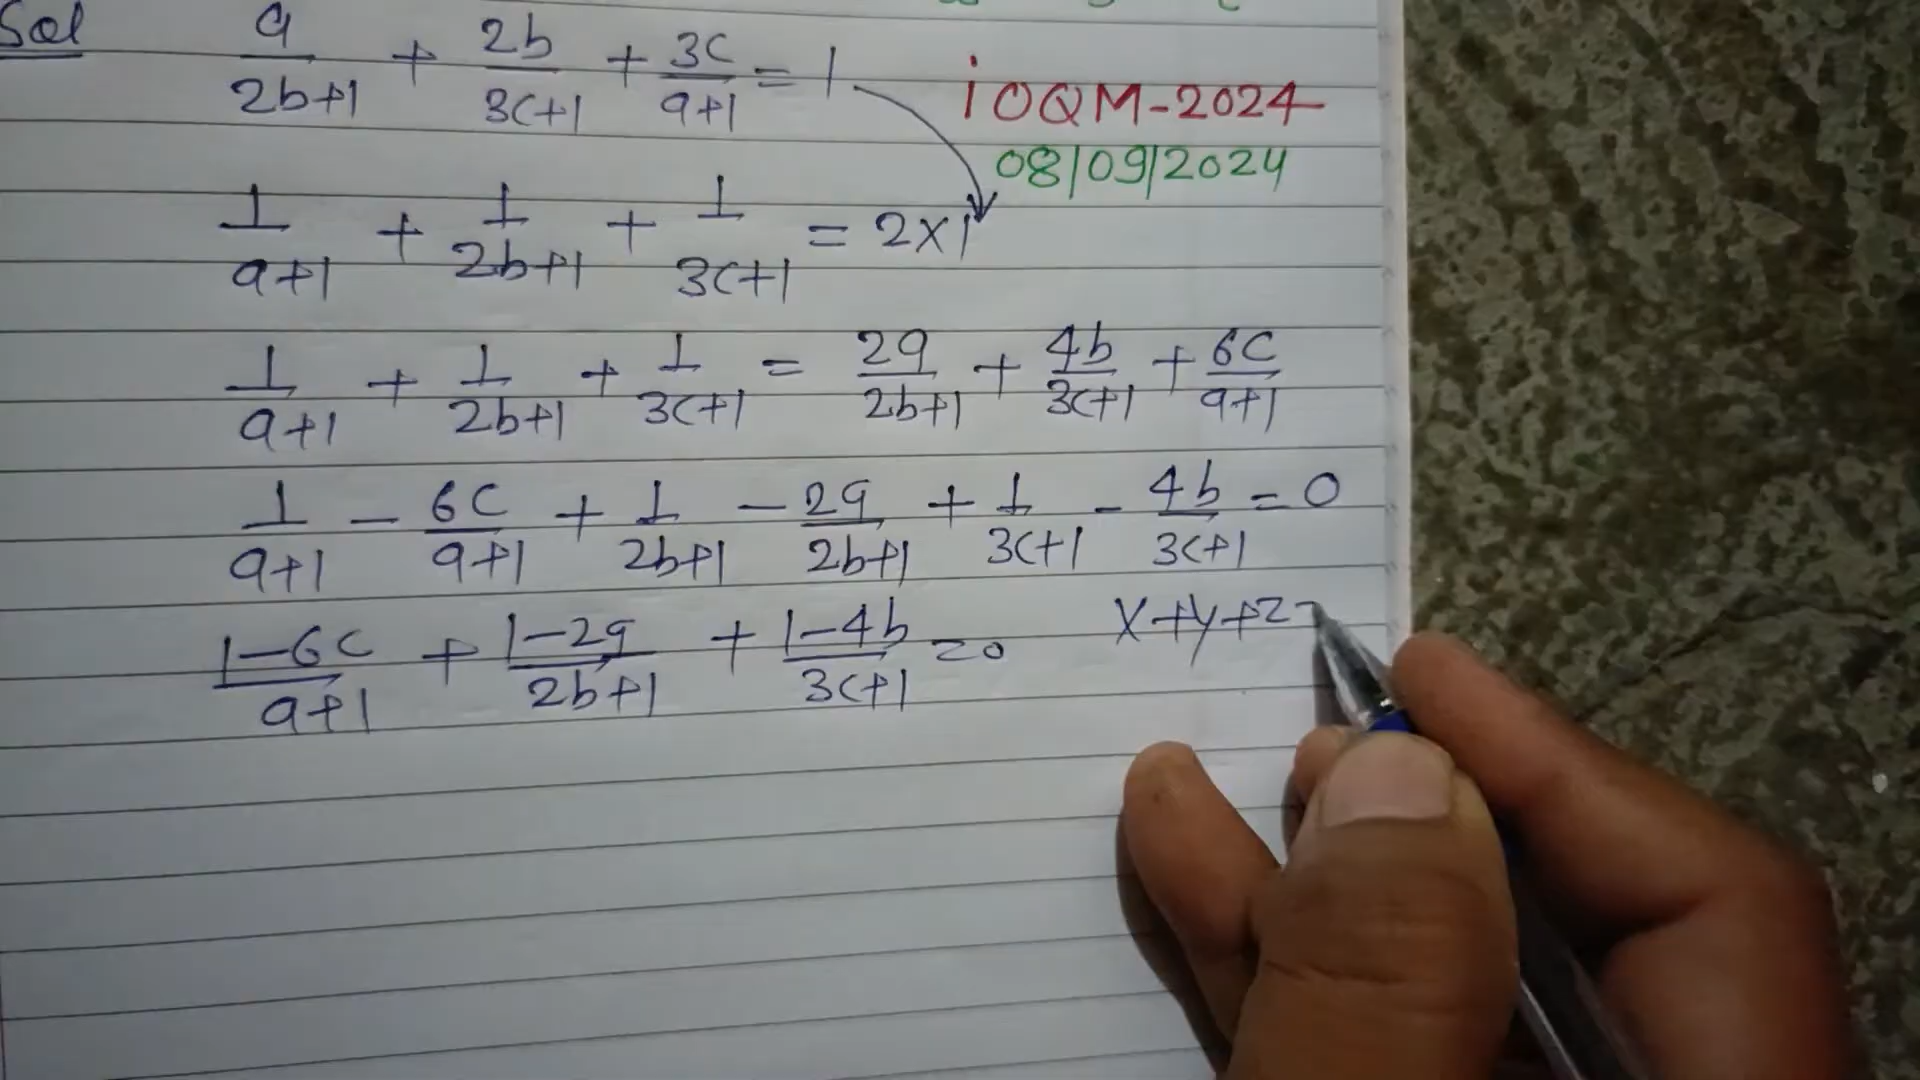 Sol a/(2b+1) + 2b/(3c+1) + 3c/(a+1) = 1
iOQM-2024
08/09/2024
1/(a+1) + 1/(2b+1) + 1/(3c+1) = 2×1
1/(a+1) + 1/(2b+1) + 1/(3c+1) = 2a/(2b+1) + 4b/(3c+1) + 6c/(a+1)
1/(a+1) - 6c/(a+1) + 1/(2b+1) - 2a/(2b+1) + 1/(3c+1) - 4b/(3c+1) = 0
(1-6c)/(a+1) + (1-2a)/(2b+1) + (1-4b)/(3c+1) = 0
x+y+z